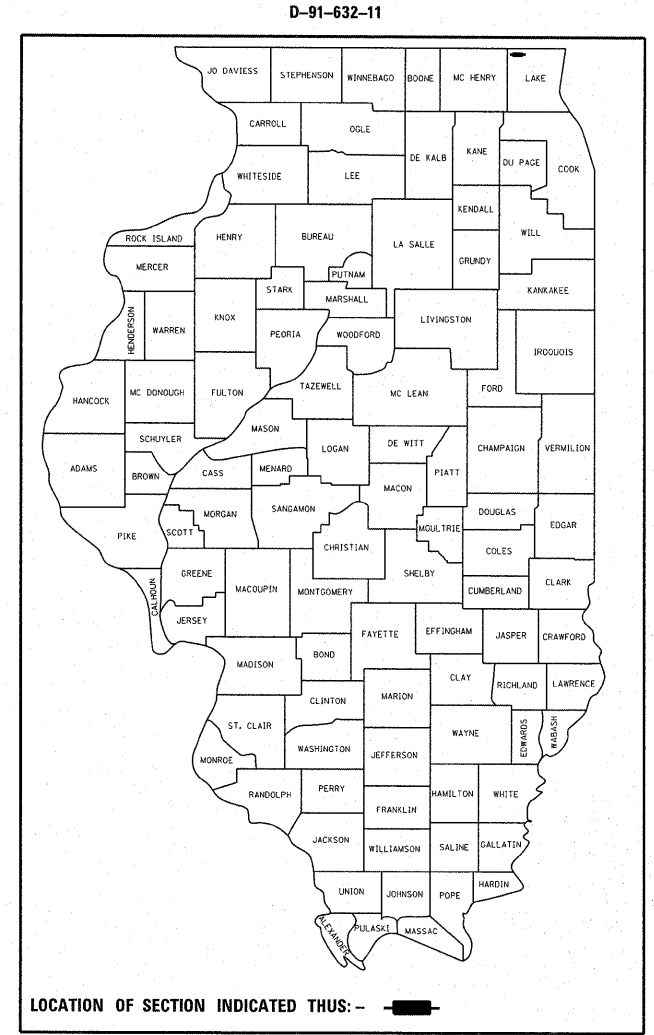 D-91-632-11
JO DAVIESS
STEPHENSON
WINNEBAGO
BOONE
MC HENRY
LAKE
CARROLL
OGLE
DE KALB
KANE
DU PAGE
COOK
WHITESIDE
LEE
KENDALL
WILL
ROCK ISLAND
HENRY
BUREAU
LA SALLE
GRUNDY
MERCER
PUTNAM
STARK
MARSHALL
KANKAKEE
HENDERSON
WARREN
KNOX
PEORIA
WOODFORD
LIVINGSTON
IROQUOIS
HANCOCK
MC DONOUGH
FULTON
TAZEWELL
MC LEAN
FORD
SCHUYLER
MASON
LOGAN
DE WITT
CHAMPAIGN
VERMILION
ADAMS
BROWN
CASS
MENARD
PIATT
MACON
PIKE
SCOTT
MORGAN
SANGAMON
CHRISTIAN
MOULTRIE
DOUGLAS
EDGAR
COLES
CALHOUN
GREENE
MACOUPIN
MONTGOMERY
SHELBY
CUMBERLAND
CLARK
JERSEY
FAYETTE
EFFINGHAM
JASPER
CRAWFORD
MADISON
BOND
CLAY
RICHLAND
LAWRENCE
CLINTON
MARION
ST. CLAIR
WAYNE
EDWARDS
WABASH
MONROE
WASHINGTON
JEFFERSON
RANDOLPH
PERRY
FRANKLIN
HAMILTON
WHITE
JACKSON
WILLIAMSON
SALINE
GALLATIN
UNION
JOHNSON
POPE
HARDIN
ALEXANDER
PULASKI
MASSAC
LOCATION OF SECTION INDICATED THUS: -